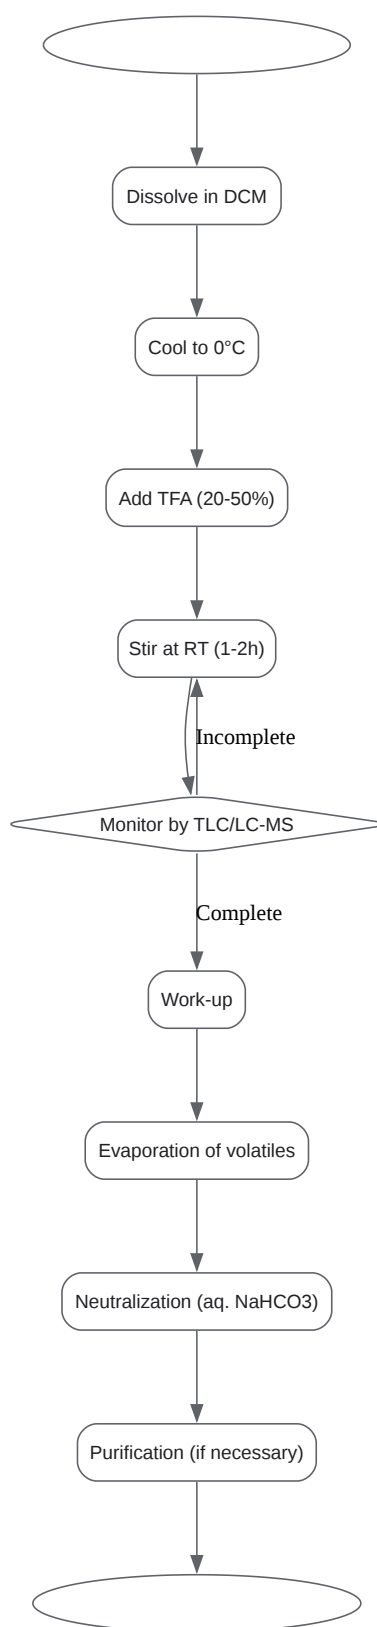 Dissolve in DCM
Cool to 0°C
Add TFA (20-50%)
Stir at RT (1-2h)
Incomplete
Monitor by TLC/LC-MS
Complete
Work-up
Evaporation of volatiles
Neutralization (aq. NaHCO3)
Purification (if necessary)